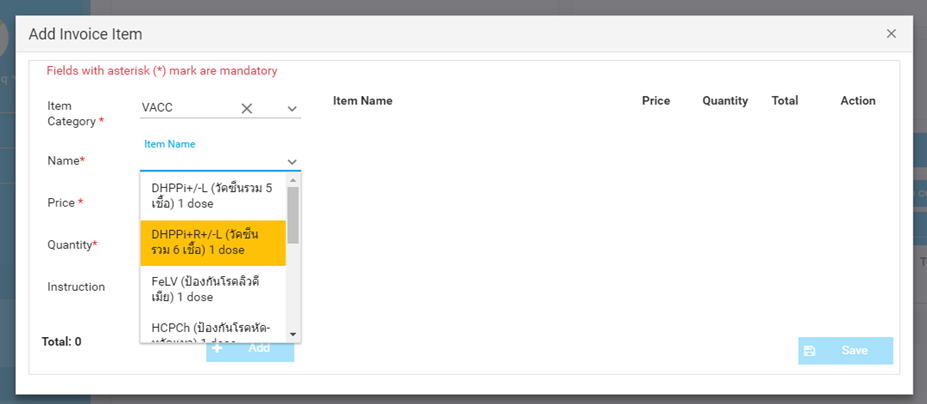 Add Invoice Item
Fields with asterisk (*) mark are mandatory
Item
Category *
VACC
Item Name
Price
Quantity
Total
Action
Item Name
Name*
Price *
Quantity*
Instruction
DHPPi+/-L (วัคซีนรวม 5
เชื้อ) 1 dose
DHPPi+R+/-L (วัคซีน
รวม 6 เชื้อ) 1 dose
FeLV (ป้องกันโรคลิวคี
เมีย) 1 dose
HCPCh (ป้องกันโรคหัด-
Total: 0
Add
Save